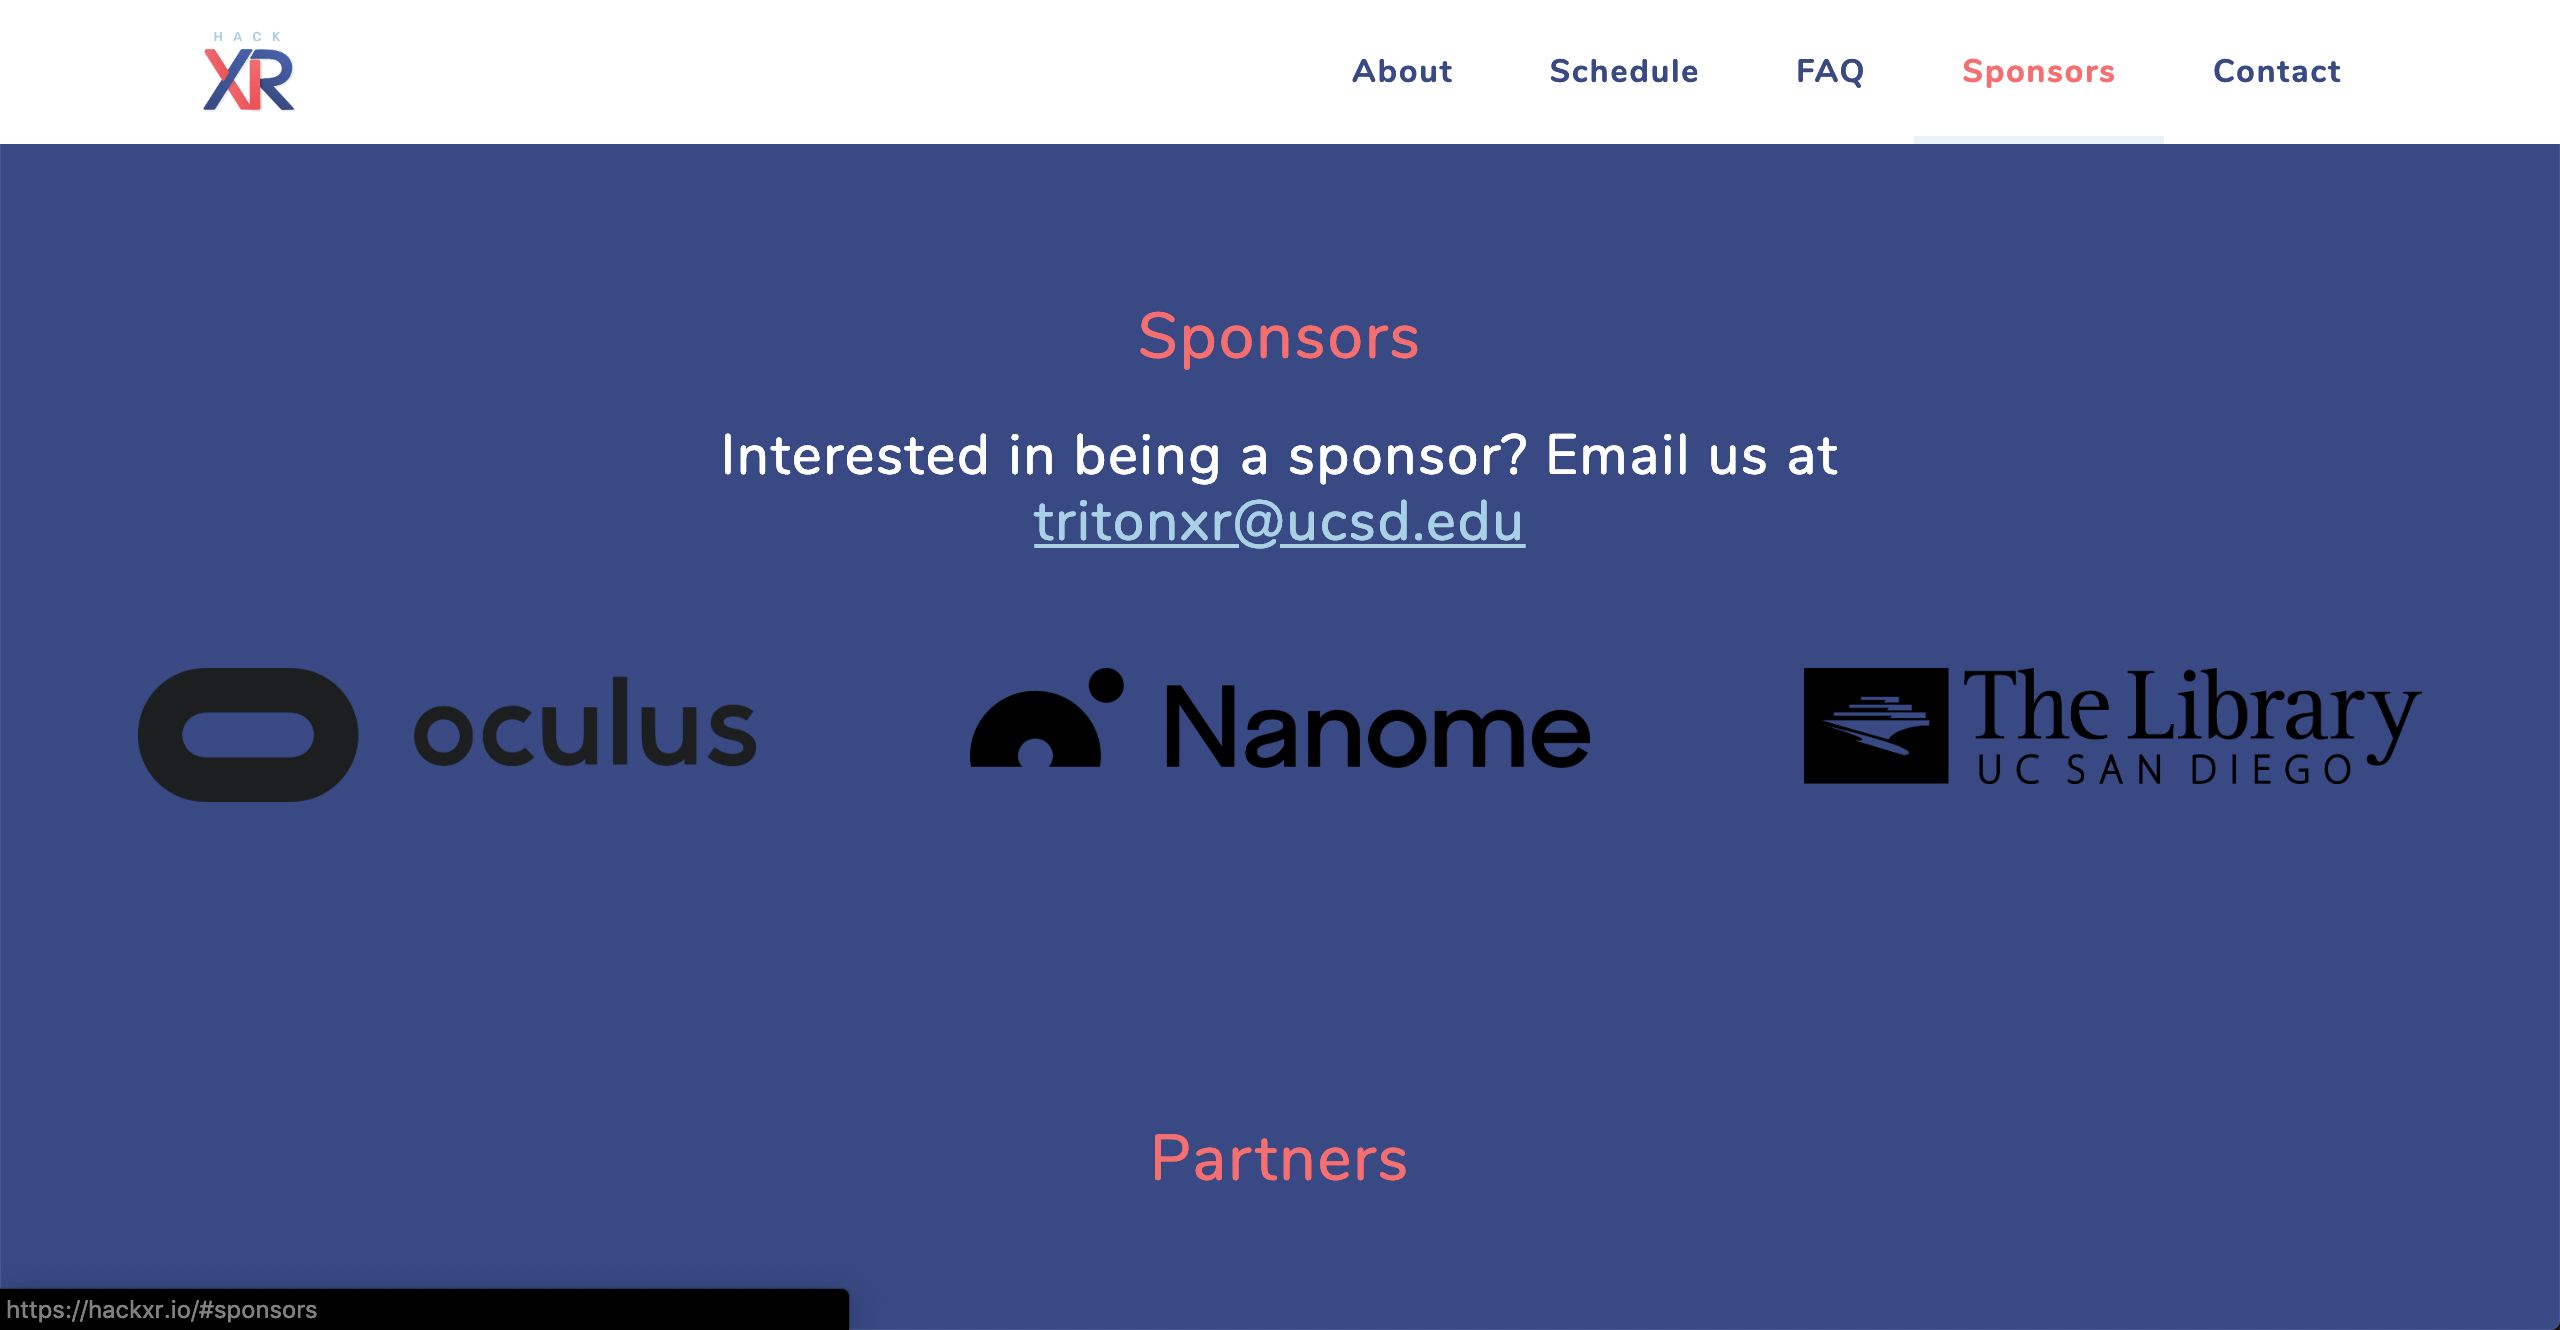 HACK
XR
About Schedule FAQ Sponsors Contact
Sponsors
Interested in being a sponsor? Email us at
tritonxr@ucsd.edu
oculus
Nanome
The Library
UC SAN DIEGO
Partners
https://hackxr.io/#sponsors